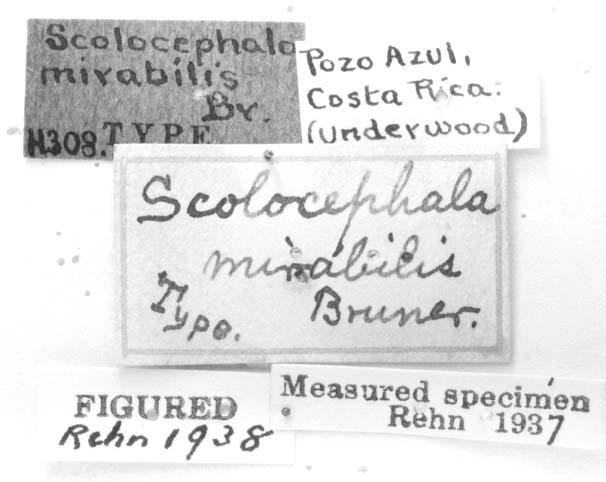 Scolocephala
mirabilis
Br.
H308. TYPE
Pozo Azul,
Costa Rica.
(Underwood)
Scolocephala
mirabilis
Type. Bruner.
FIGURED
Rehn 1938
Measured specimen
Rehn 1937